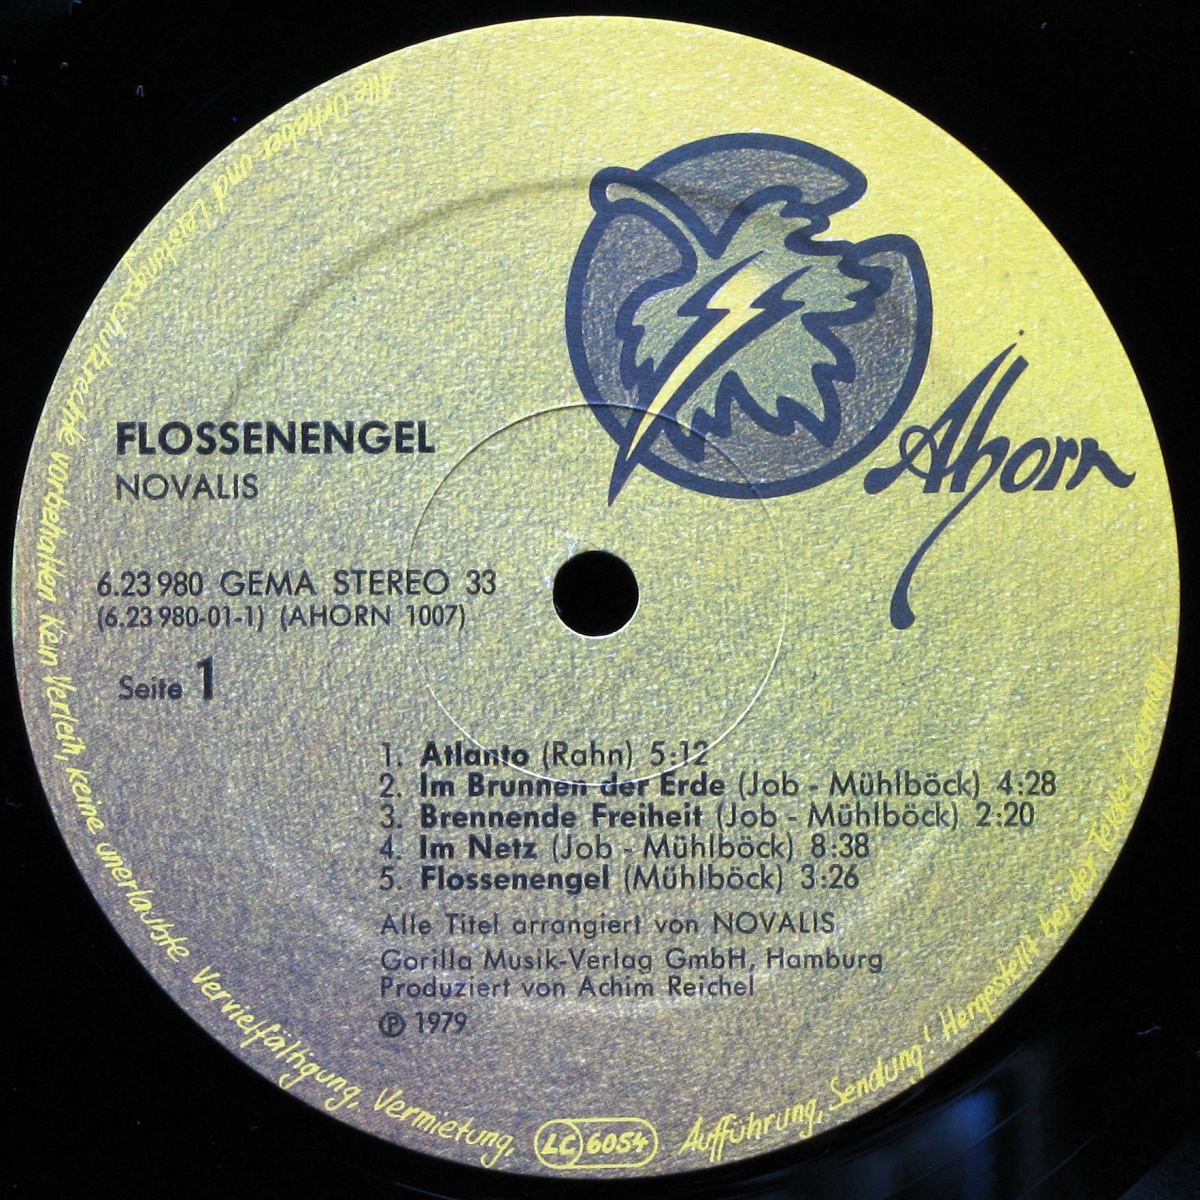 Ahorn
FLOSSENENGEL
NOVALIS
6.23 980 GEMA STEREO 33
(6.23 980-01-1) (AHORN 1007)
Seite 1
1. Atlanto (Rahn) 5:12
2. Im Brunnen der Erde (Job - Mühlböck) 4:28
3. Brennende Freiheit (Job - Mühlböck) 2:20
4. Im Netz (Job - Mühlböck) 8:38
5. Flossenengel (Mühlböck) 3:26
Alle Titel arrangiert von NOVALIS
Gorilla Musik-Verlag GmbH, Hamburg
Produziert von Achim Reichel
Ⓟ 1979
Alle Urheber- und Leistungsschutzrechte vorbehalten. Kein Verleih, keine unerlaubte Vervielfältigung, Vermietung, Aufführung, Sendung! Hergestellt bei der Teldec, Germany
LC 6054